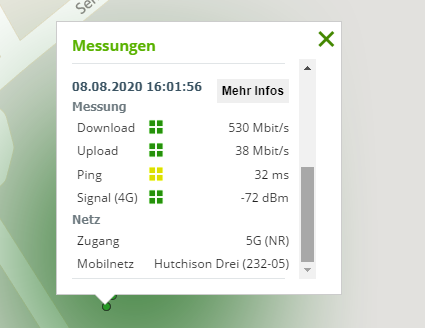 Ser
Messungen
08.08.2020 16:01:56
Mehr Infos
Messung
Download 530 Mbit/s
Upload 38 Mbit/s
Ping 32 ms
Signal (4G) -72 dBm
Netz
Zugang 5G (NR)
Mobilnetz Hutchison Drei (232-05)